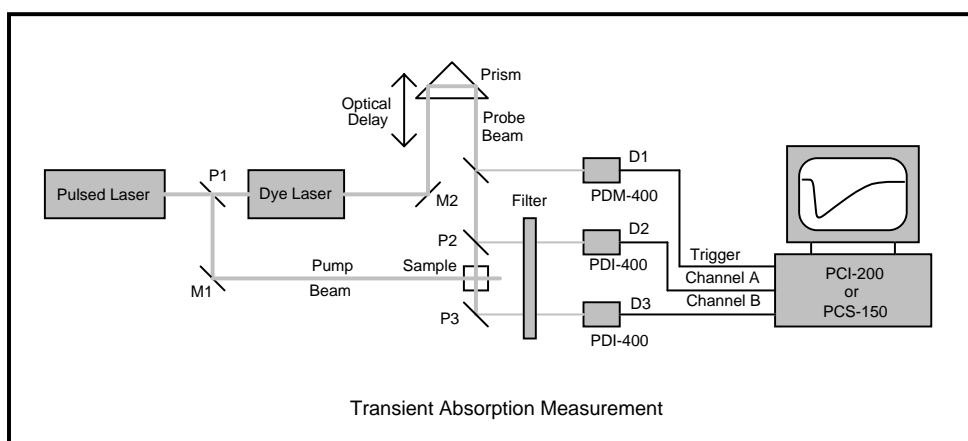 Prism
Optical
Delay
Probe
Beam
P1
D1
Pulsed Laser
Dye Laser
M2
Filter
PDM-400
P2
D2
Trigger
Pump
Sample
PDI-400
Channel A
PCI-200
M1
Beam
Channel B
or
P3
D3
PCS-150
PDI-400
Transient Absorption Measurement